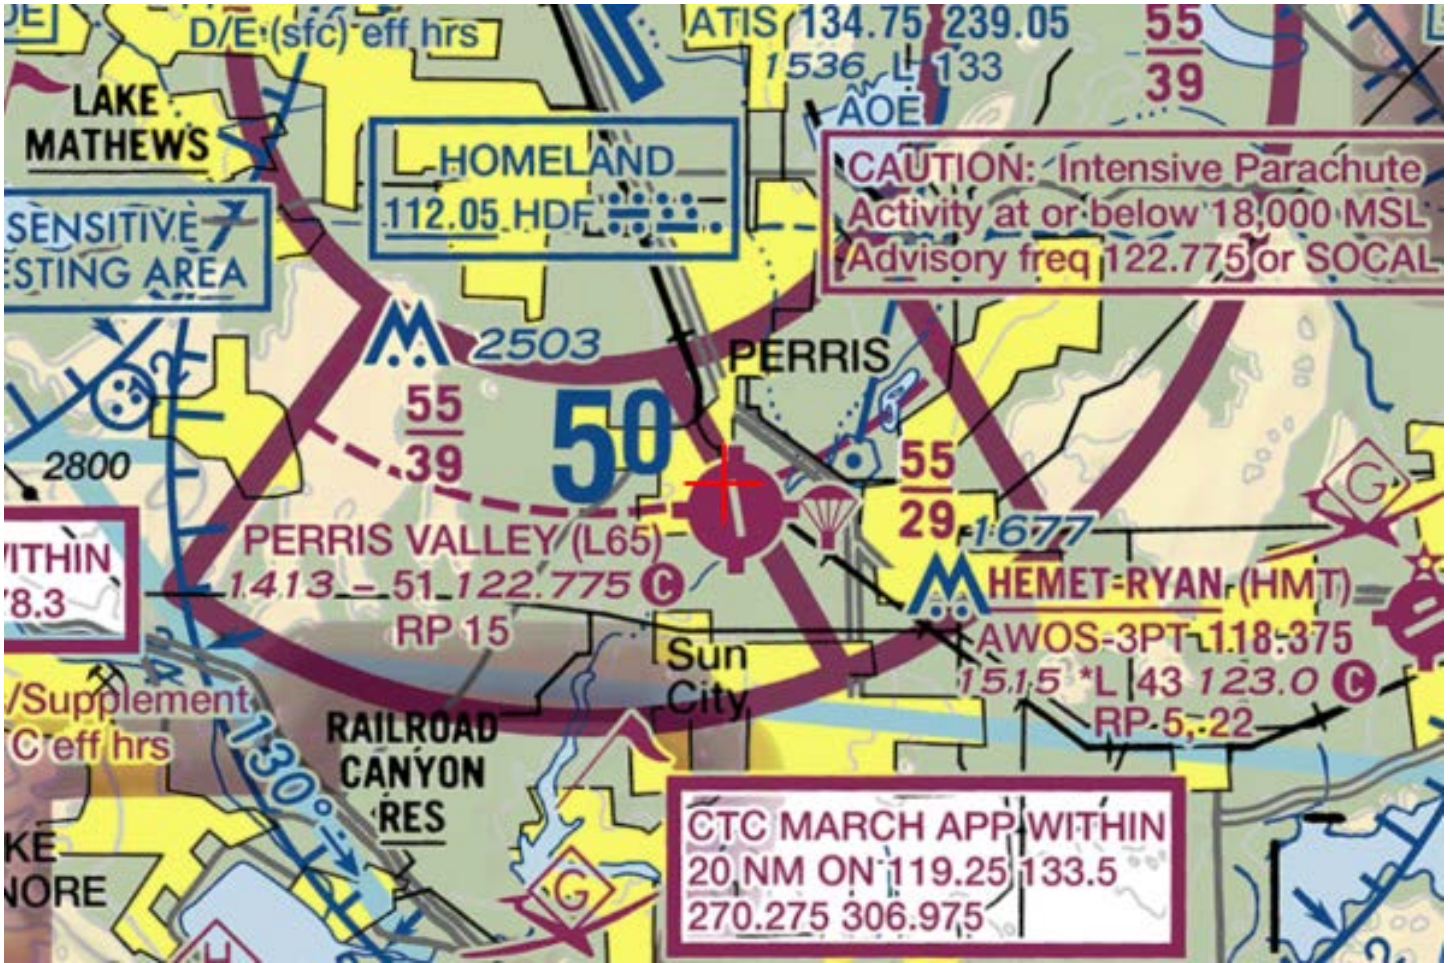 D/E (sfc) eff hrs
ATIS 134.75 239.05
1536 L 133
AOE
55
39
LAKE
MATHEWS
HOMELAND
112.05 HDF
CAUTION: Intensive Parachute
Activity at or below 18,000 MSL
Advisory freq 122.775 or SOCAL
SENSITIVE
ESTING AREA
2503
PERRIS
55
39
50
55
29
2800
G
1677
PERRIS VALLEY (L65)
1413 – 51 122.775 C
RP 15
WITHIN
78.3
HEMET-RYAN (HMT)
AWOS-3PT 118.375
1515 *L 43 123.0 C
RP 5, 22
Sun
City
/Supplement
C eff hrs
130°
RAILROAD
CANYON
RES
KE
NORE
G
H
CTC MARCH APP WITHIN
20 NM ON 119.25 133.5
270.275 306.975